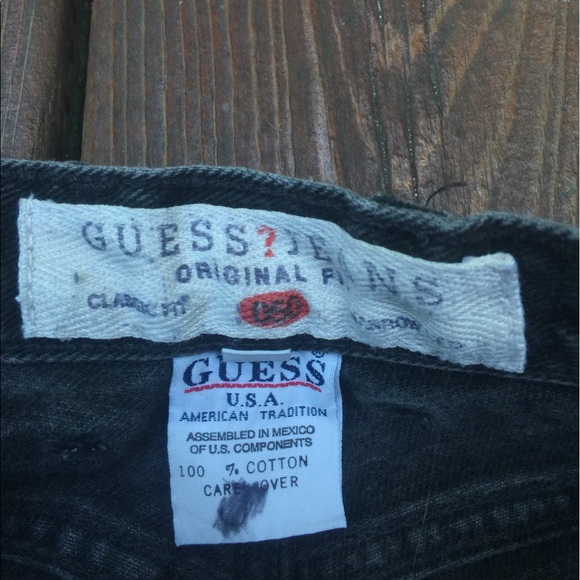 GUESS?JEANS
ORIGINAL
CLASSIC FIT
050
GUESS®
U.S.A.
AMERICAN TRADITION
ASSEMBLED IN MEXICO
OF U.S. COMPONENTS
100 % COTTON
CARE OVER